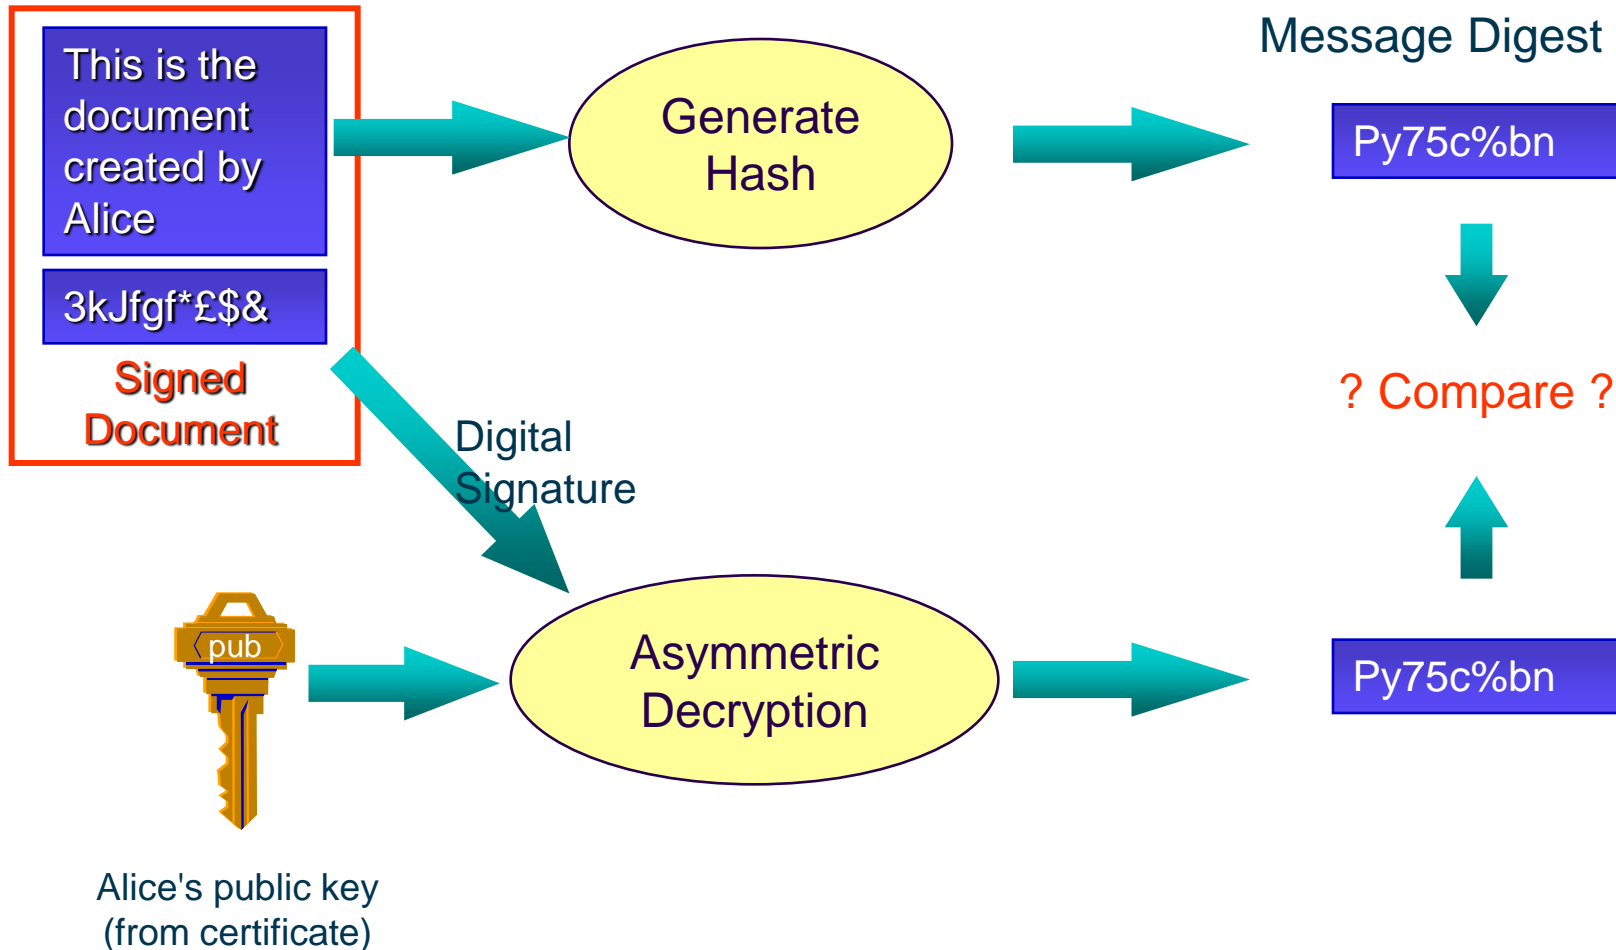 This is the
document
created by
Alice
3kJfgf*£$&
Signed
Document
Generate
Hash
Message Digest
Py75c%bn
? Compare ?
Digital
Signature
pub
Asymmetric
Decryption
Py75c%bn
Alice's public key
(from certificate)